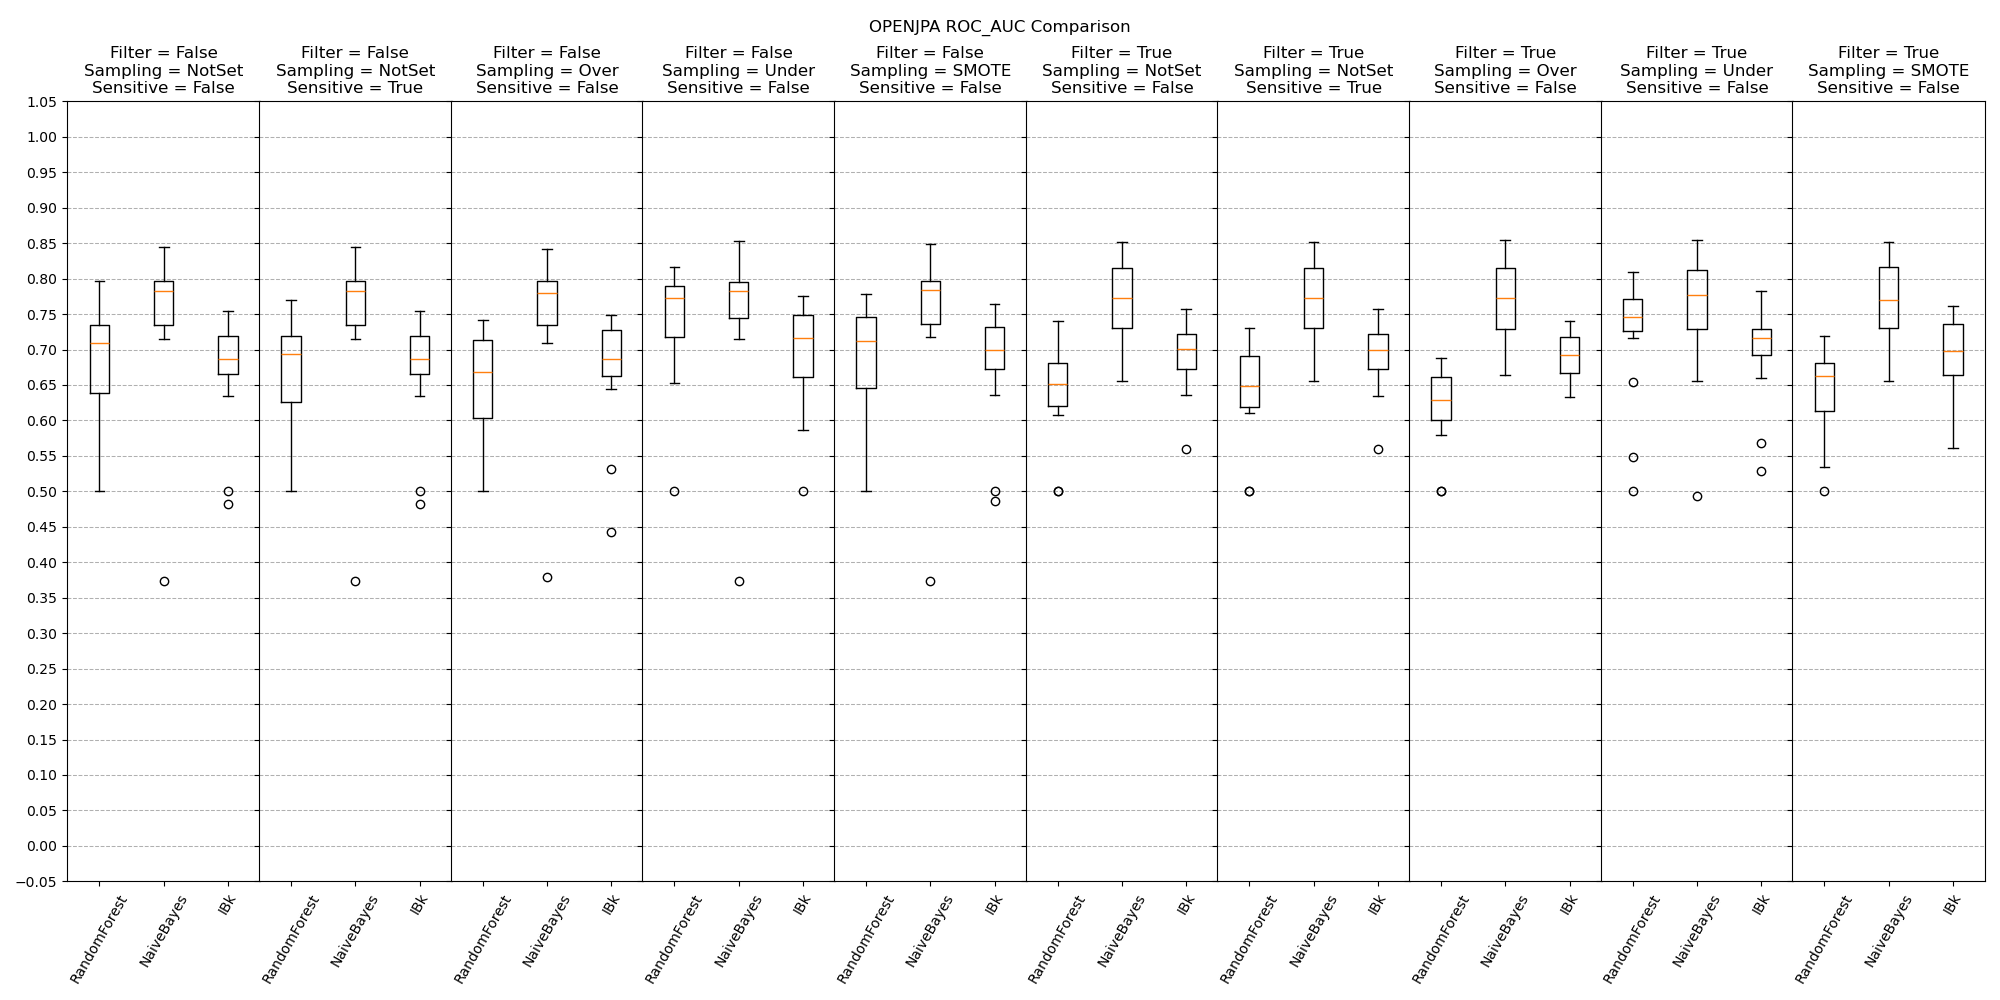 OPENJPA ROC_AUC Comparison
Filter = False
Sampling = NotSet
Sensitive = False
Filter = False
Sampling = NotSet
Sensitive = True
Filter = False
Sampling = Over
Sensitive = False
Filter = False
Sampling = Under
Sensitive = False
Filter = False
Sampling = SMOTE
Sensitive = False
Filter = True
Sampling = NotSet
Sensitive = False
Filter = True
Sampling = NotSet
Sensitive = True
Filter = True
Sampling = Over
Sensitive = False
Filter = True
Sampling = Under
Sensitive = False
Filter = True
Sampling = SMOTE
Sensitive = False
1.05
1.00
0.95
0.90
0.85
0.80
0.75
0.70
0.65
0.60
0.55
0.50
0.45
0.40
0.35
0.30
0.25
0.20
0.15
0.10
0.05
0.00
−0.05
RandomForest
NaiveBayes
IBk
RandomForest
NaiveBayes
IBk
RandomForest
NaiveBayes
IBk
RandomForest
NaiveBayes
IBk
RandomForest
NaiveBayes
IBk
RandomForest
NaiveBayes
IBk
RandomForest
NaiveBayes
IBk
RandomForest
NaiveBayes
IBk
RandomForest
NaiveBayes
IBk
RandomForest
NaiveBayes
IBk